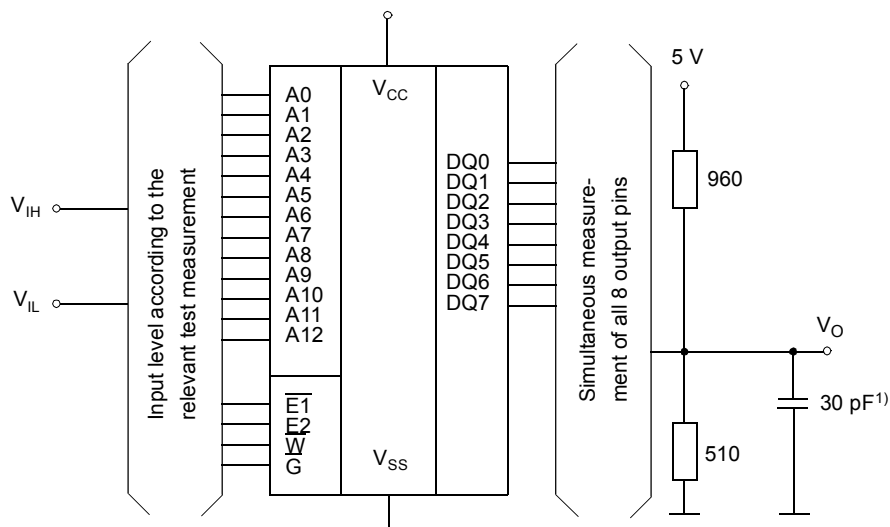 V_IH
V_IL
Input level according to the
relevant test measurement
V_CC
A0
A1
A2
A3
A4
A5
A6
A7
A8
A9
A10
A11
A12
E1
E2
W
G
V_SS
DQ0
DQ1
DQ2
DQ3
DQ4
DQ5
DQ6
DQ7
Simultaneous measure-
ment of all 8 output pins
5 V
960
V_O
30 pF¹⁾
510